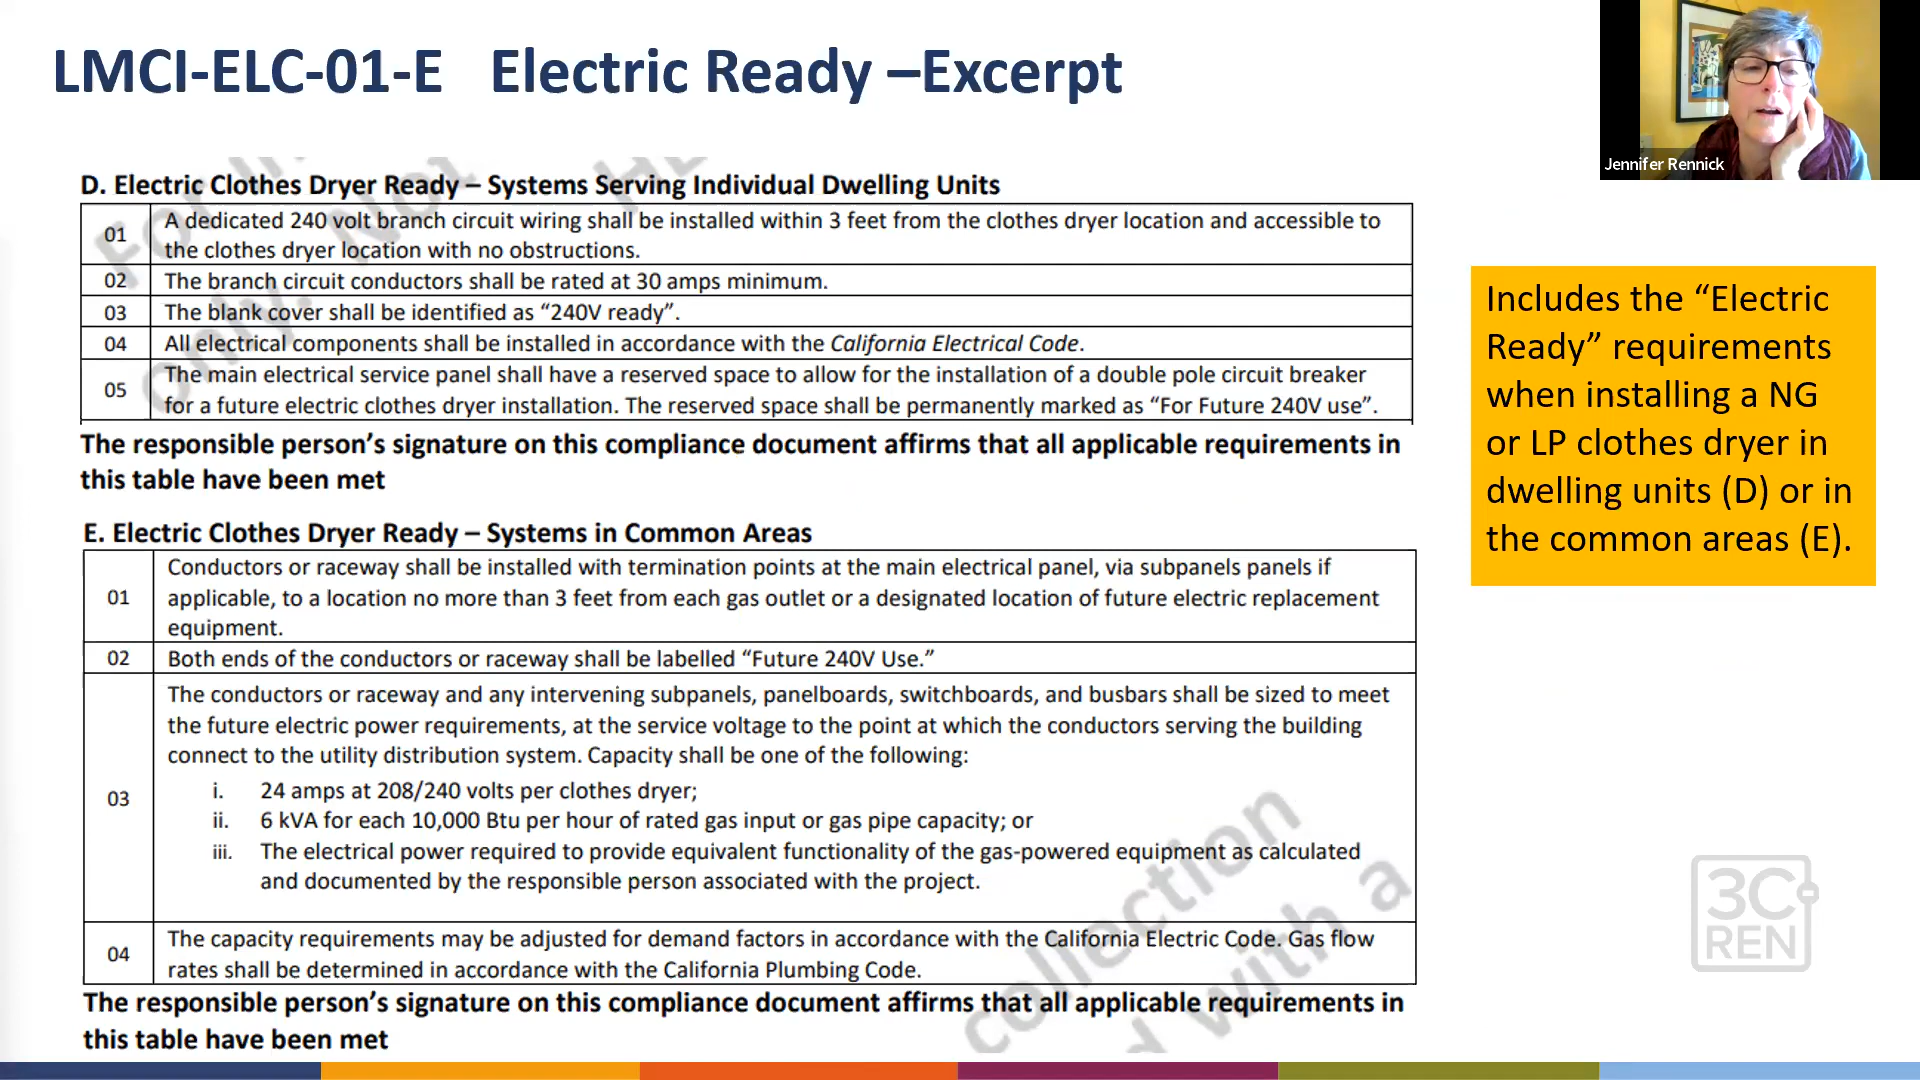 LMCI-ELC-01-E Electric Ready –Excerpt
Jennifer Rennick
D. Electric Clothes Dryer Ready – Systems Serving Individual Dwelling Units
01 A dedicated 240 volt branch circuit wiring shall be installed within 3 feet from the clothes dryer location and accessible to
the clothes dryer location with no obstructions.
02 The branch circuit conductors shall be rated at 30 amps minimum.
03 The blank cover shall be identified as “240V ready”.
04 All electrical components shall be installed in accordance with the California Electrical Code.
05 The main electrical service panel shall have a reserved space to allow for the installation of a double pole circuit breaker
for a future electric clothes dryer installation. The reserved space shall be permanently marked as “For Future 240V use”.
The responsible person’s signature on this compliance document affirms that all applicable requirements in
this table have been met
E. Electric Clothes Dryer Ready – Systems in Common Areas
01 Conductors or raceway shall be installed with termination points at the main electrical panel, via subpanels panels if
applicable, to a location no more than 3 feet from each gas outlet or a designated location of future electric replacement
equipment.
02 Both ends of the conductors or raceway shall be labelled “Future 240V Use.”
03 The conductors or raceway and any intervening subpanels, panelboards, switchboards, and busbars shall be sized to meet
the future electric power requirements, at the service voltage to the point at which the conductors serving the building
connect to the utility distribution system. Capacity shall be one of the following:
i. 24 amps at 208/240 volts per clothes dryer;
ii. 6 kVA for each 10,000 Btu per hour of rated gas input or gas pipe capacity; or
iii. The electrical power required to provide equivalent functionality of the gas-powered equipment as calculated
and documented by the responsible person associated with the project.
04 The capacity requirements may be adjusted for demand factors in accordance with the California Electric Code. Gas flow
rates shall be determined in accordance with the California Plumbing Code.
The responsible person’s signature on this compliance document affirms that all applicable requirements in
this table have been met
Includes the “Electric
Ready” requirements
when installing a NG
or LP clothes dryer in
dwelling units (D) or in
the common areas (E).
3C
REN
only. Not
collection
with a